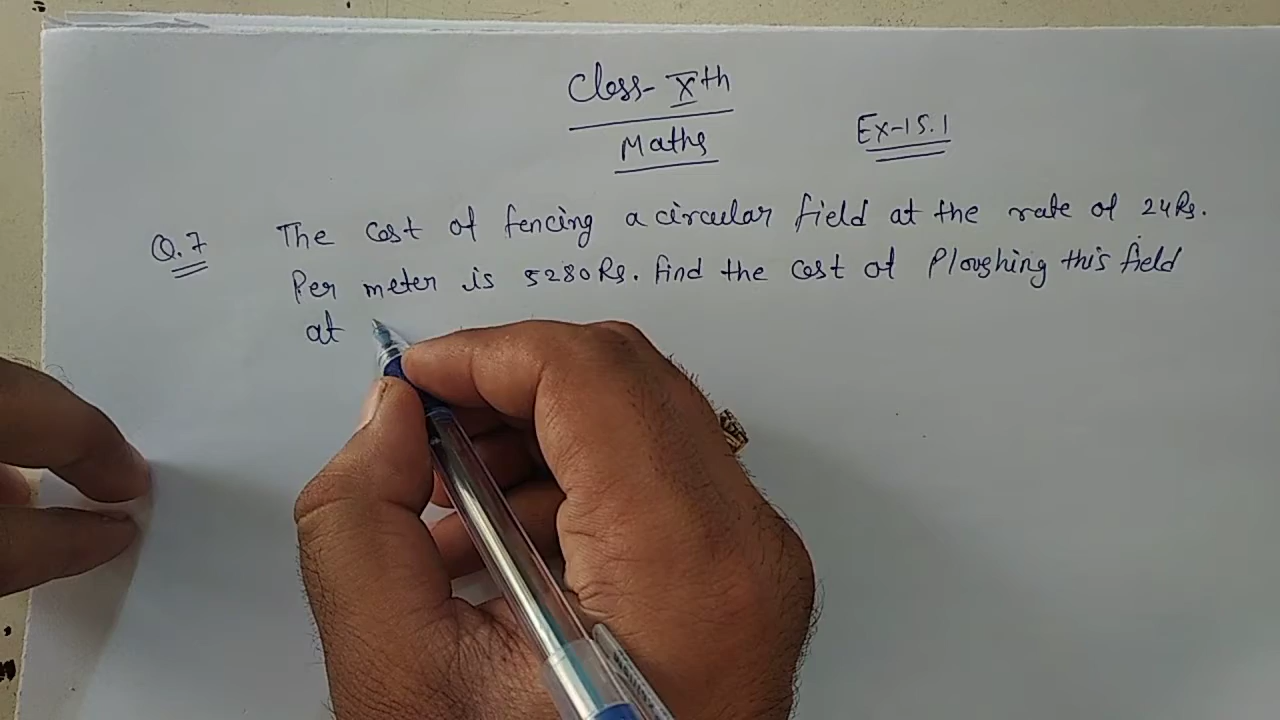 Class-Xth
Maths
Ex-15.1
Q.7 The cost of fencing a circular field at the rate of 24Rs.
Per meter is 5280Rs. find the cost of Ploughing this field
at